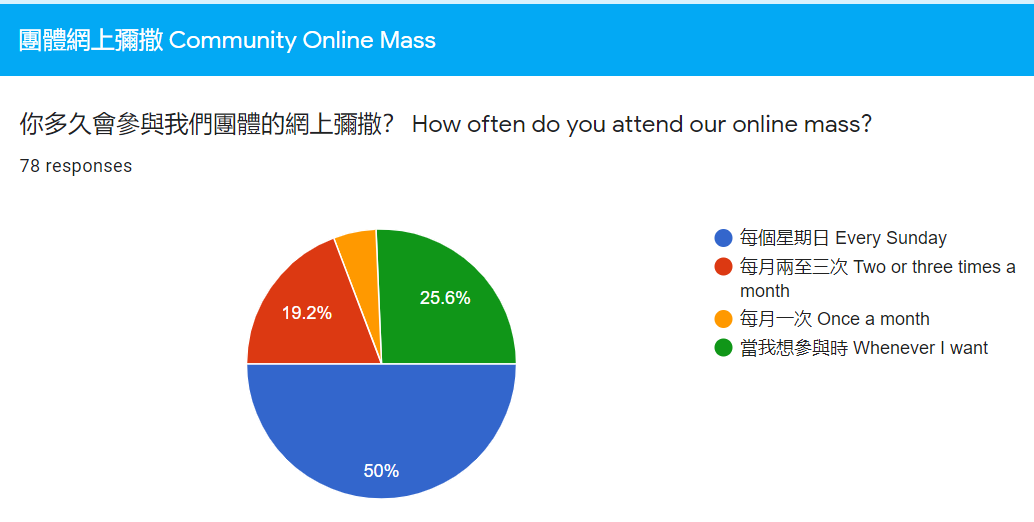 團體網上彌撒 Community Online Mass
你多久會參與我們團體的網上彌撒？ How often do you attend our online mass?
78 responses
每個星期日 Every Sunday
每月兩至三次 Two or three times a
month
每月一次 Once a month
當我想參與時 Whenever I want
25.6%
19.2%
50%